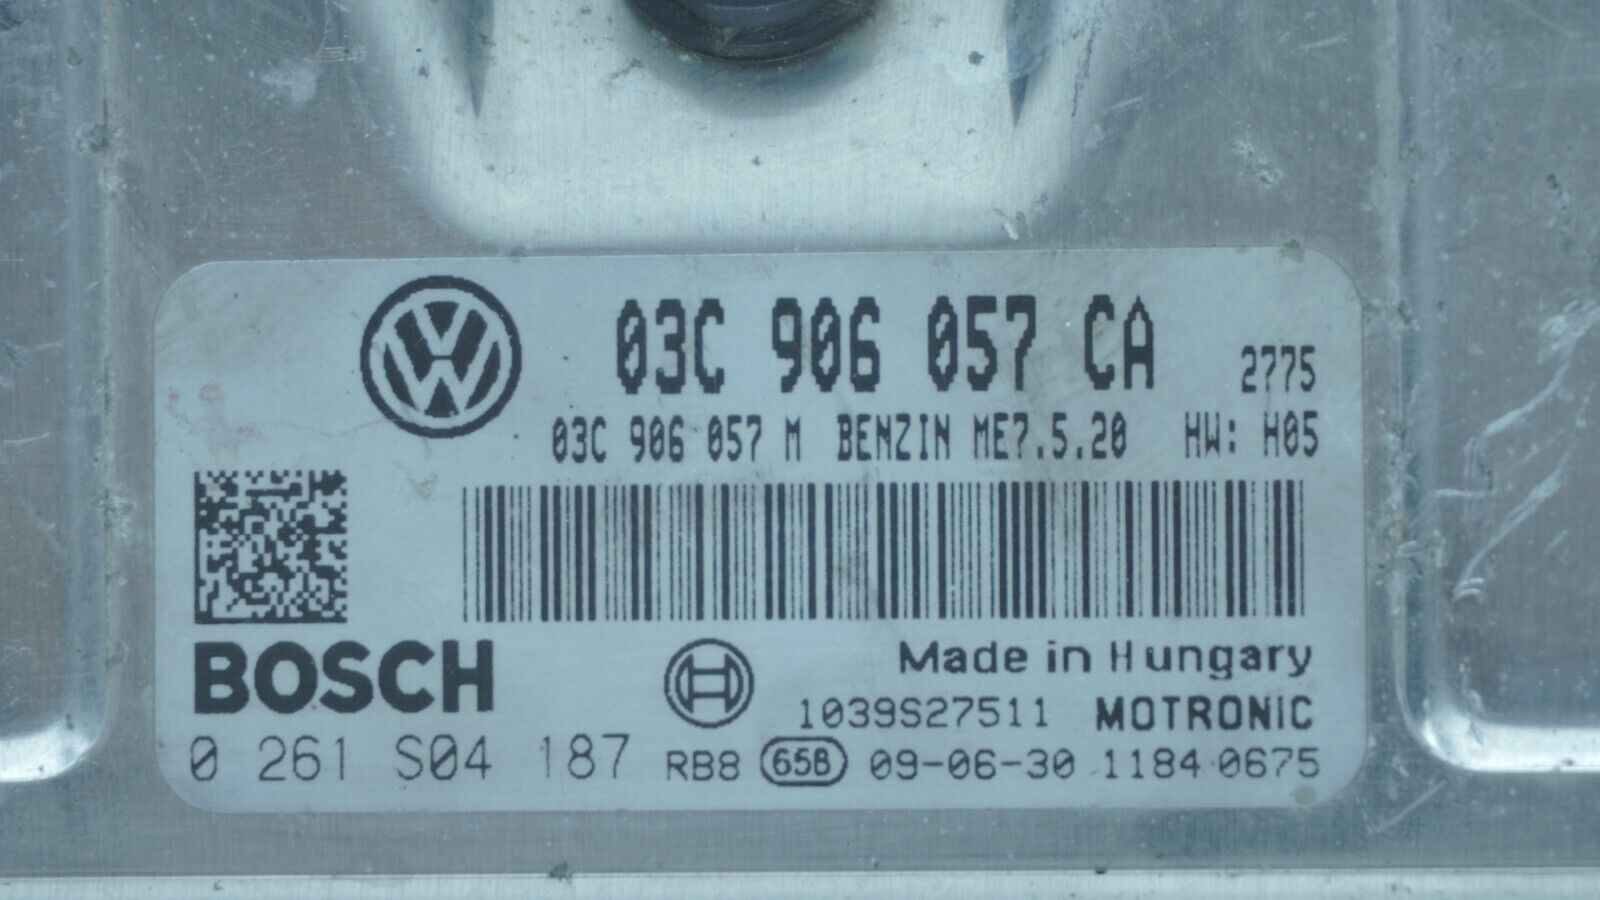 03C 906 057 CA 2775
03C 906 057 M BENZIN ME7.5.20 HW: H05
BOSCH
Made in Hungary
1039S27511 MOTRONIC
0 261 S04 187 RB8 65B 09-06-30 1184 0675